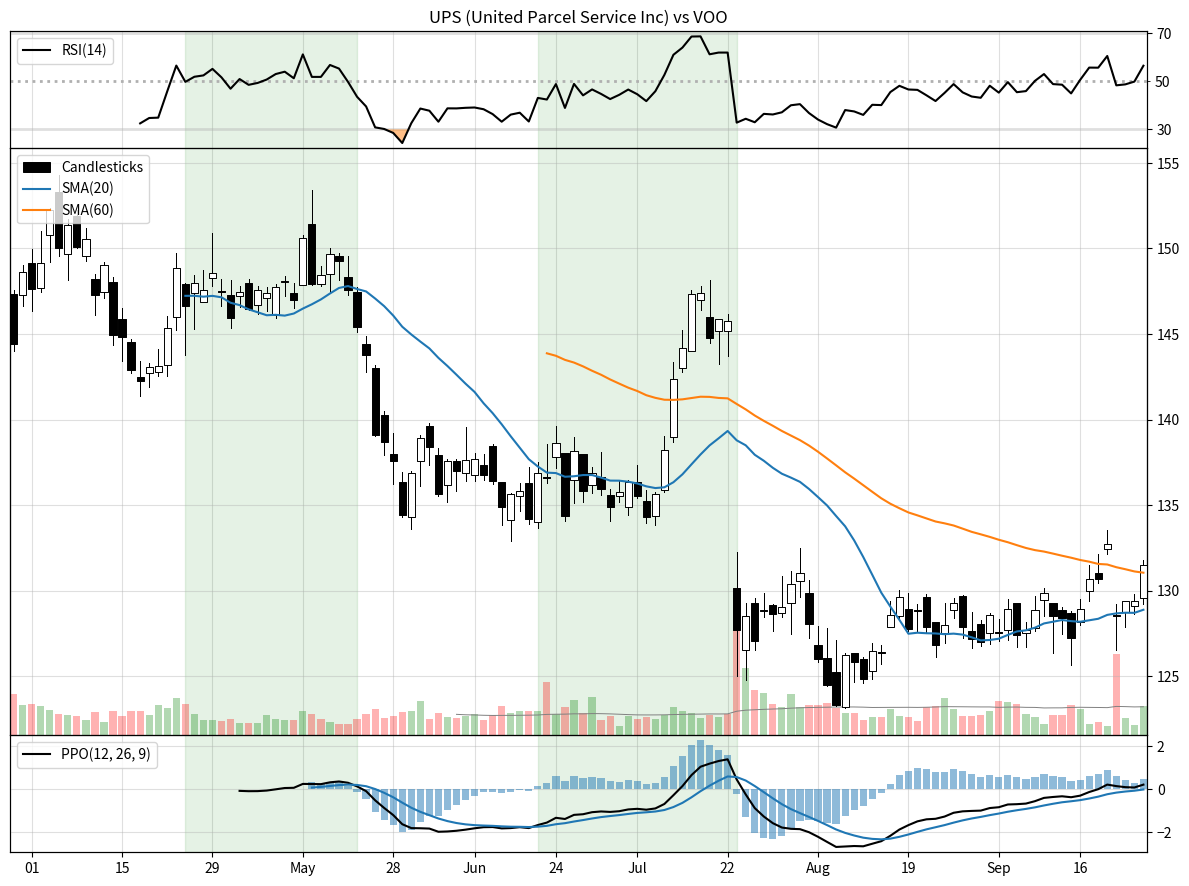 UPS (United Parcel Service Inc) vs VOO
RSI(14)
70
50
30
Candlesticks
SMA(20)
SMA(60)
155
150
145
140
135
130
125
PPO(12, 26, 9)
2
0
−2
01 15 29 May 28 Jun 24 Jul 22 Aug 19 Sep 16